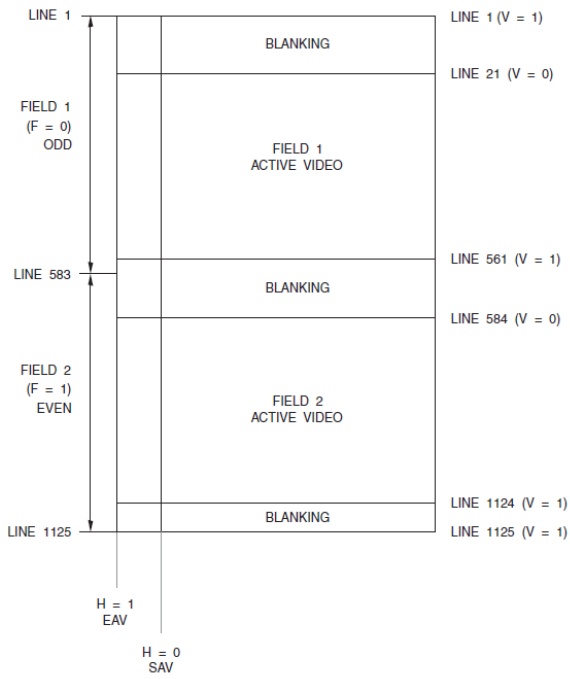 LINE 1
LINE 1 (V = 1)
BLANKING
LINE 21 (V = 0)
FIELD 1
(F = 0)
ODD
FIELD 1
ACTIVE VIDEO
LINE 561 (V = 1)
LINE 583
BLANKING
LINE 584 (V = 0)
FIELD 2
(F = 1)
EVEN
FIELD 2
ACTIVE VIDEO
LINE 1124 (V = 1)
BLANKING
LINE 1125
LINE 1125 (V = 1)
H = 1
EAV
H = 0
SAV